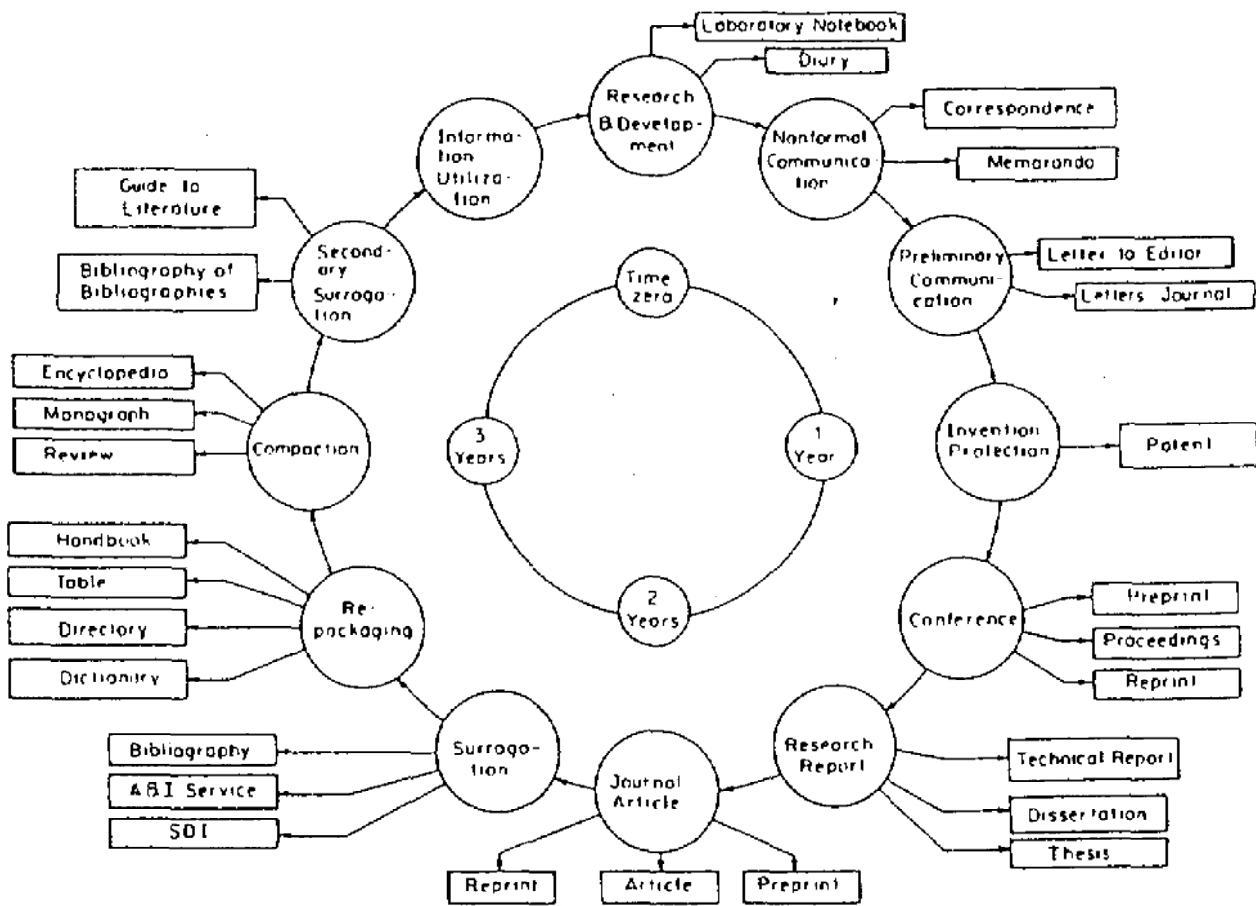 Laboratory Notebook
Diary
Research
& Develop-
ment
Correspondence
Memoranda
Nonformal
Communica-
tion
Informa-
tion
Utiliza-
tion
Guide to
Literature
Bibliography of
Bibliographies
Second-
ary
Surroga-
tion
Letter to Editor
Letters Journal
Preliminary
Communi-
cation
Time
zero
Encyclopedia
Monograph
Review
Compaction
3
Years
1
Year
Invention
Protection
Patent
Handbook
Table
Directory
Dictionary
Re-
packaging
2
Years
Conference
Preprint
Proceedings
Reprint
Bibliography
A&I Service
SDI
Surroga-
tion
Journal
Article
Research
Report
Technical Report
Dissertation
Thesis
Reprint
Article
Preprint